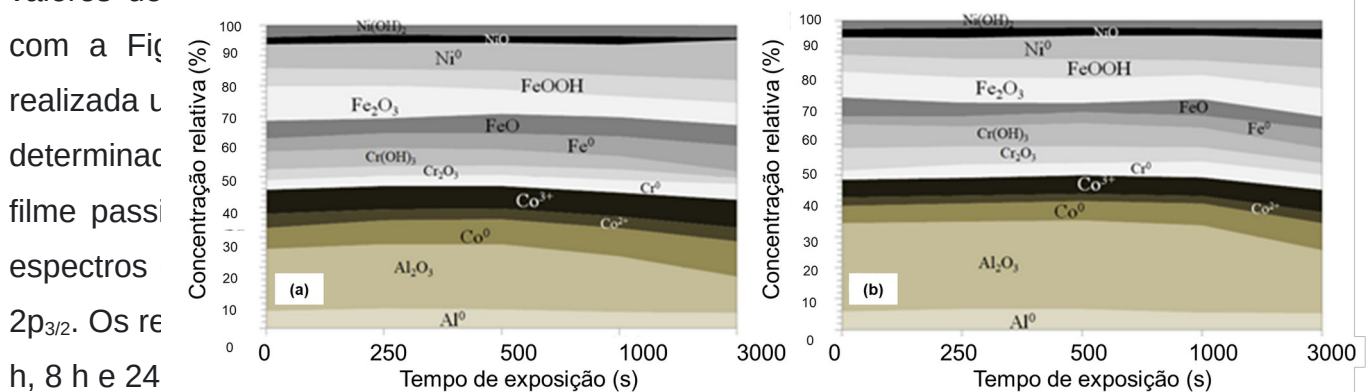 valores de
com a Fig
realizada u
determinad
filme passi
espectros
2p3/2. Os re
h, 8 h e 24
Concentração relativa (%)
100
90
80
70
60
50
40
30
20
10
0
Ni(OH)2
NiO
Ni0
FeOOH
Fe2O3
FeO
Fe0
Cr(OH)3
Cr2O3
Cr0
Co3+
Co2+
Co0
Al2O3
(a)
Al0
0 250 500 1000 3000
Tempo de exposição (s)
Concentração relativa (%)
100
90
80
70
60
50
40
30
20
10
0
Ni(OH)2
NiO
Ni0
FeOOH
Fe2O3
FeO
Fe0
Cr(OH)3
Cr2O3
Cr0
Co3+
Co2+
Co0
Al2O3
(b)
Al0
0 250 500 1000 3000
Tempo de exposição (s)